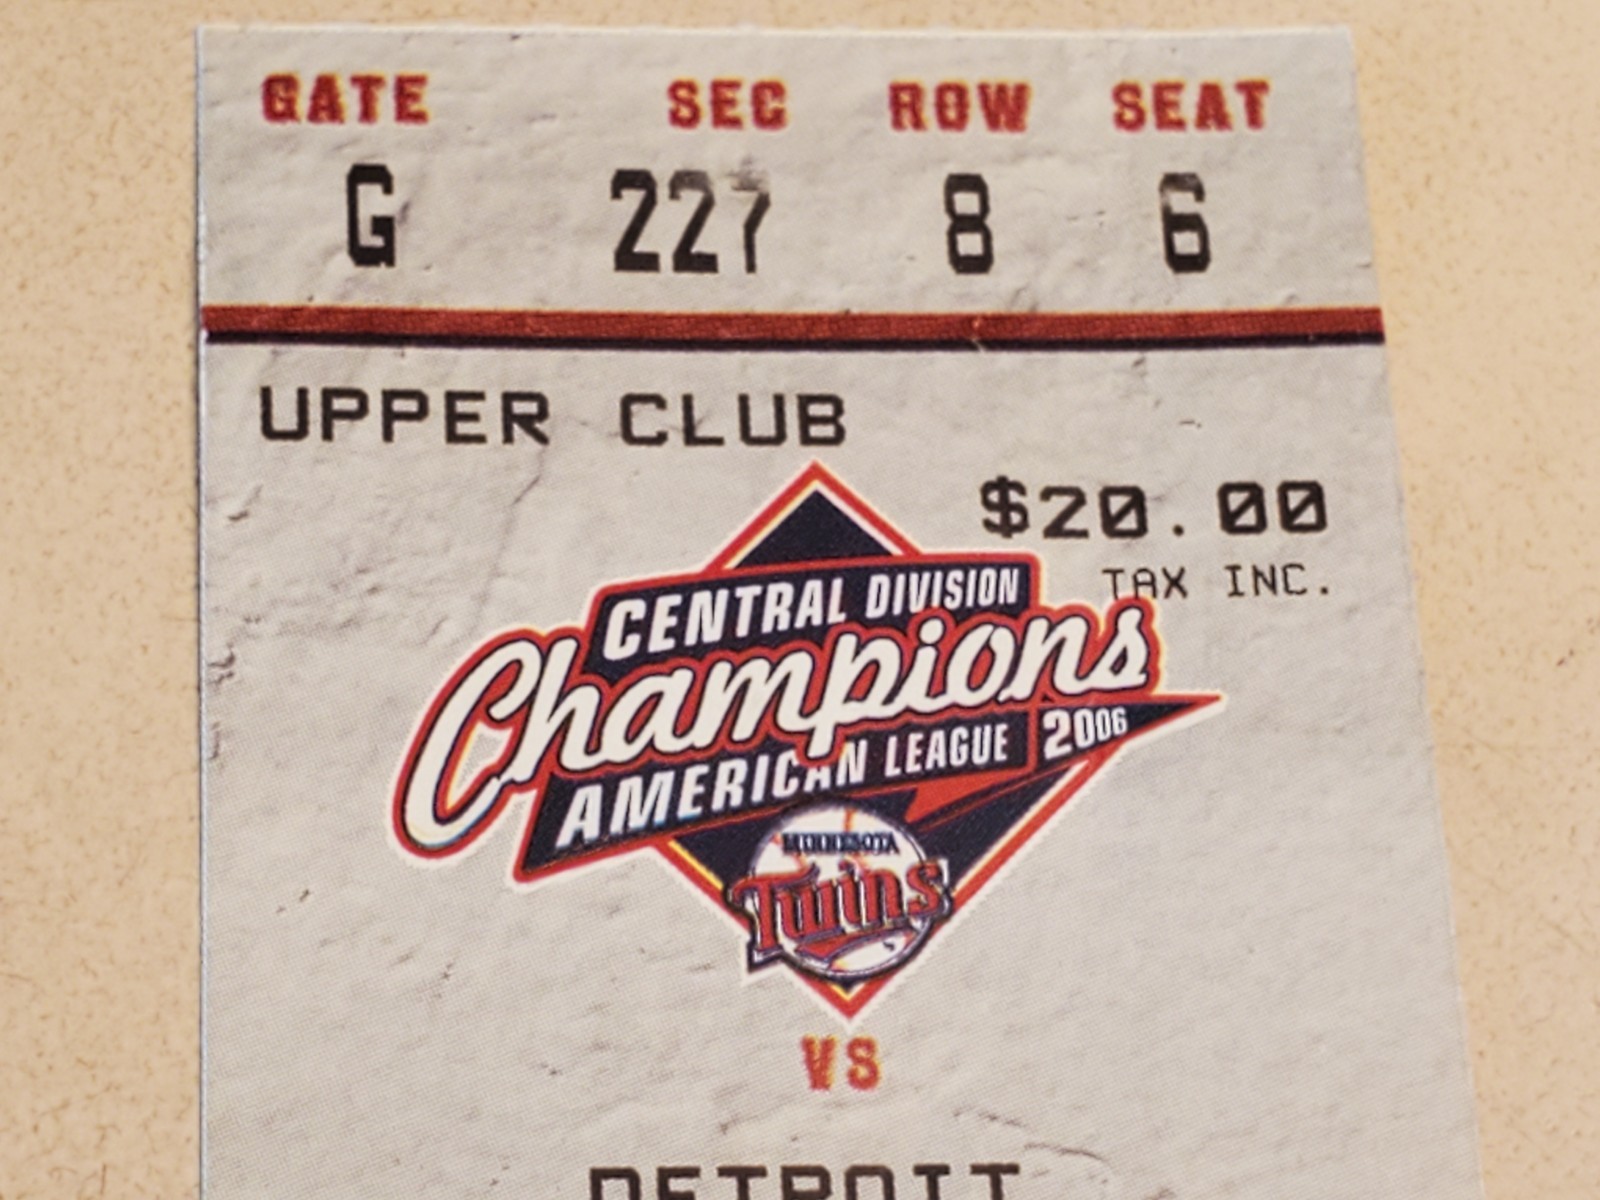 GATE SEC ROW SEAT
G 227 8 6
UPPER CLUB
$20.00
TAX INC.
CENTRAL DIVISION
Champions
AMERICAN LEAGUE 2006
MINNESOTA
Twins
VS
DETROIT